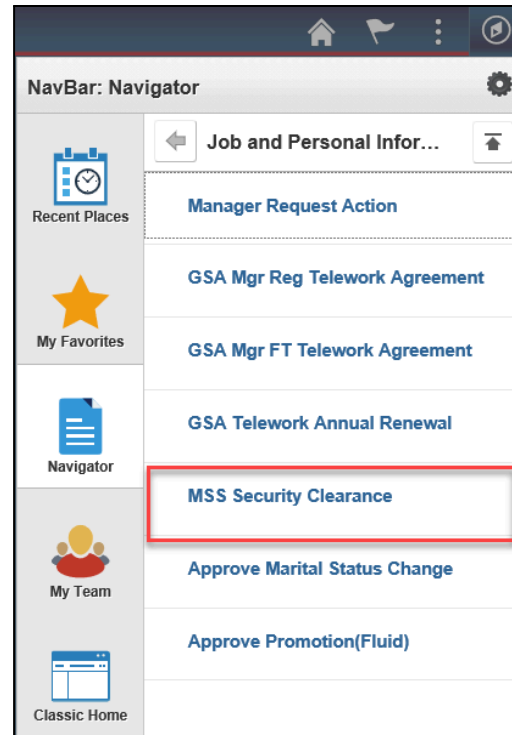 NavBar: Navigator
Job and Personal Infor...
Recent Places
Manager Request Action
GSA Mgr Reg Telework Agreement
My Favorites
GSA Mgr FT Telework Agreement
GSA Telework Annual Renewal
Navigator
MSS Security Clearance
My Team
Approve Marital Status Change
Approve Promotion(Fluid)
Classic Home